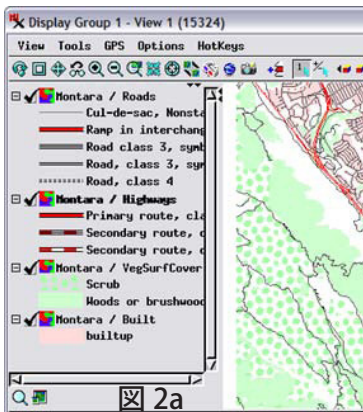 Display Group 1 - View 1 (15324)
View Tools GPS Options HotKeys
Montara / Roads
Cul-de-sac, Nonsta
Ramp in interchang
Road class 3, symb
Road, class 3, sym
Road, class 4
Montara / Highways
Primary route, cla
Secondary route, c
Secondary route, c
Montara / VegSurfCover
Scrub
Woods or brushwood
Montara / Built
builtup
図 2a